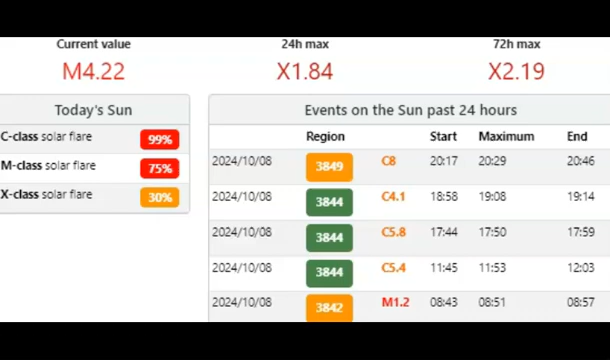 Current value 24h max 72h max
M4.22 X1.84 X2.19
Today's Sun
C-class solar flare 99%
M-class solar flare 75%
X-class solar flare 30%
Events on the Sun past 24 hours
Region Start Maximum End
2024/10/08 3849 C8 20:17 20:29 20:46
2024/10/08 3844 C4.1 18:58 19:08 19:14
2024/10/08 3844 C5.8 17:44 17:50 17:59
2024/10/08 3844 C5.4 11:45 11:53 12:03
2024/10/08 3842 M1.2 08:43 08:51 08:57